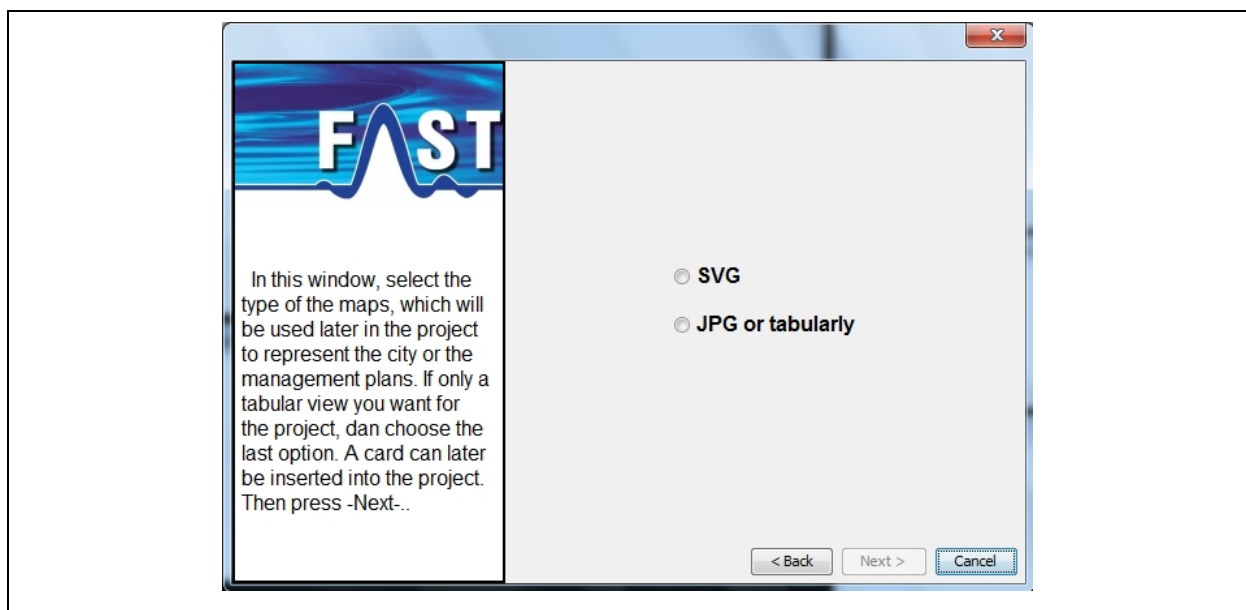 FAST
In this window, select the
type of the maps, which will
be used later in the project
to represent the city or the
management plans. If only a
tabular view you want for
the project, dan choose the
last option. A card can later
be inserted into the project.
Then press -Next-..
SVG
JPG or tabularly
< Back Next > Cancel